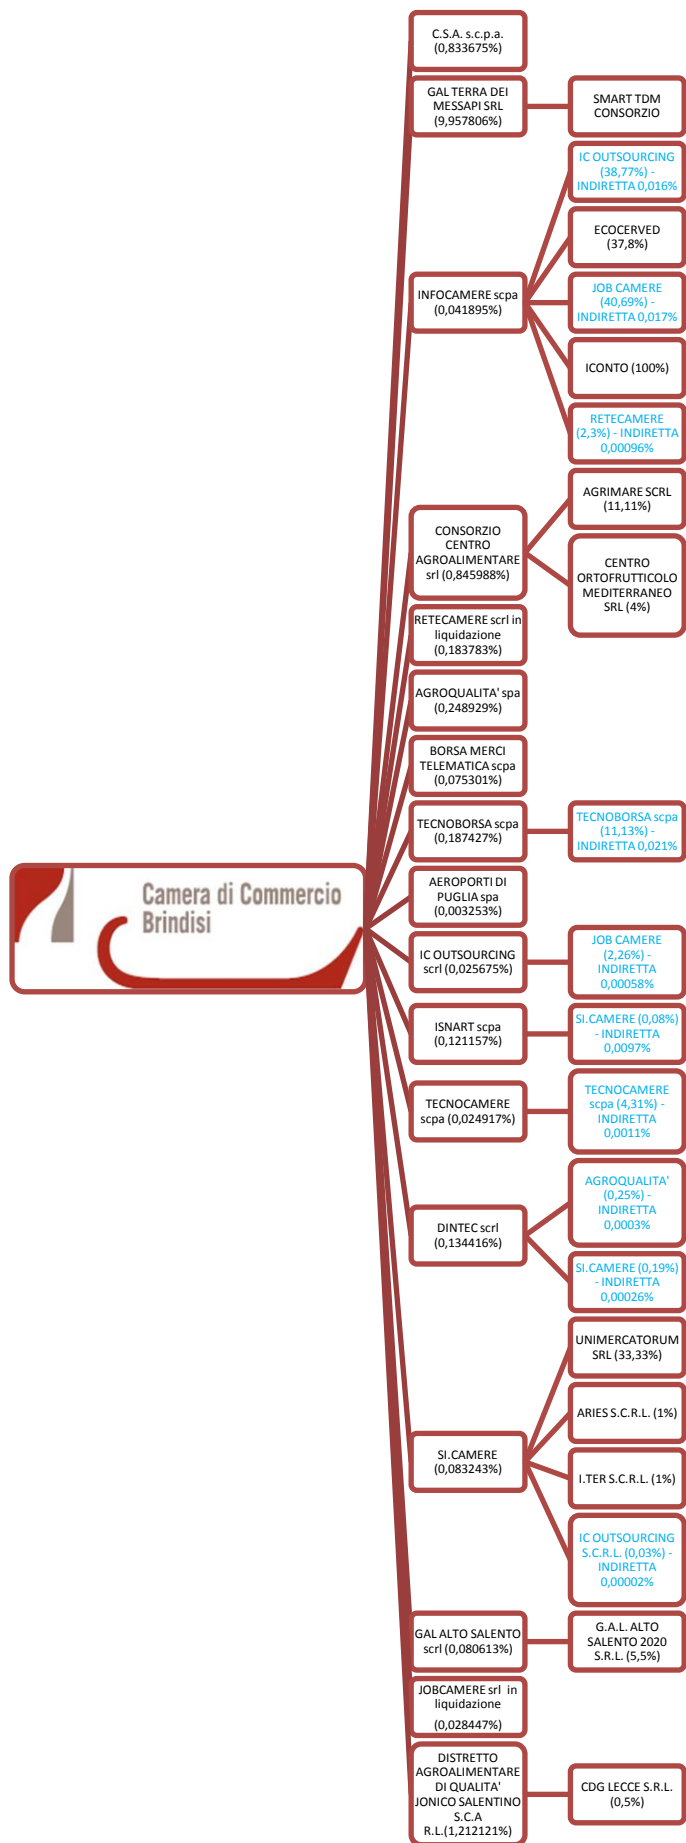 C.S.A. s.c.p.a.
(0,833675%)
GAL TERRA DEI
MESSAPI SRL
(9,957806%)
SMART TDM
CONSORZIO
IC OUTSOURCING
(38,77%) -
INDIRETTA 0,016%
ECOCERVED
(37,8%)
INFOCAMERE scpa
(0,041895%)
JOB CAMERE
(40,69%) -
INDIRETTA 0,017%
ICONTO (100%)
RETECAMERE
(2,3%) - INDIRETTA
0,00096%
AGRIMARE SCRL
(11,11%)
CONSORZIO
CENTRO
AGROALIMENTARE
srl (0,845988%)
CENTRO
ORTOFRUTTICOLO
MEDITERRANEO
SRL (4%)
RETECAMERE scrl in
liquidazione
(0,183783%)
AGROQUALITA' spa
(0,248929%)
BORSA MERCI
TELEMATICA scpa
(0,075301%)
TECNOBORSA scpa
(0,187427%)
TECNOBORSA scpa
(11,13%) -
INDIRETTA 0,021%
Camera di Commercio
Brindisi
AEROPORTI DI
PUGLIA spa
(0,003253%)
IC OUTSOURCING
scrl (0,025675%)
JOB CAMERE
(2,26%) -
INDIRETTA
0,00058%
ISNART scpa
(0,121157%)
SI.CAMERE (0,08%)
- INDIRETTA
0,0097%
TECNOCAMERE
scpa (0,024917%)
TECNOCAMERE
scpa (4,31%) -
INDIRETTA
0,0011%
DINTEC scrl
(0,134416%)
AGROQUALITA'
(0,25%) -
INDIRETTA
0,0003%
SI.CAMERE (0,19%)
- INDIRETTA
0,00026%
UNIMERCATORUM
SRL (33,33%)
ARIES S.C.R.L. (1%)
SI.CAMERE
(0,083243%)
I.TER S.C.R.L. (1%)
IC OUTSOURCING
S.C.R.L. (0,03%) -
INDIRETTA
0,00002%
GAL ALTO SALENTO
scrl (0,080613%)
G.A.L. ALTO
SALENTO 2020
S.R.L. (5,5%)
JOBCAMERE srl in
liquidazione
(0,028447%)
DISTRETTO
AGROALIMENTARE
DI QUALITA'
JONICO SALENTINO
S.C.A
R.L.(1,212121%)
CDG LECCE S.R.L.
(0,5%)